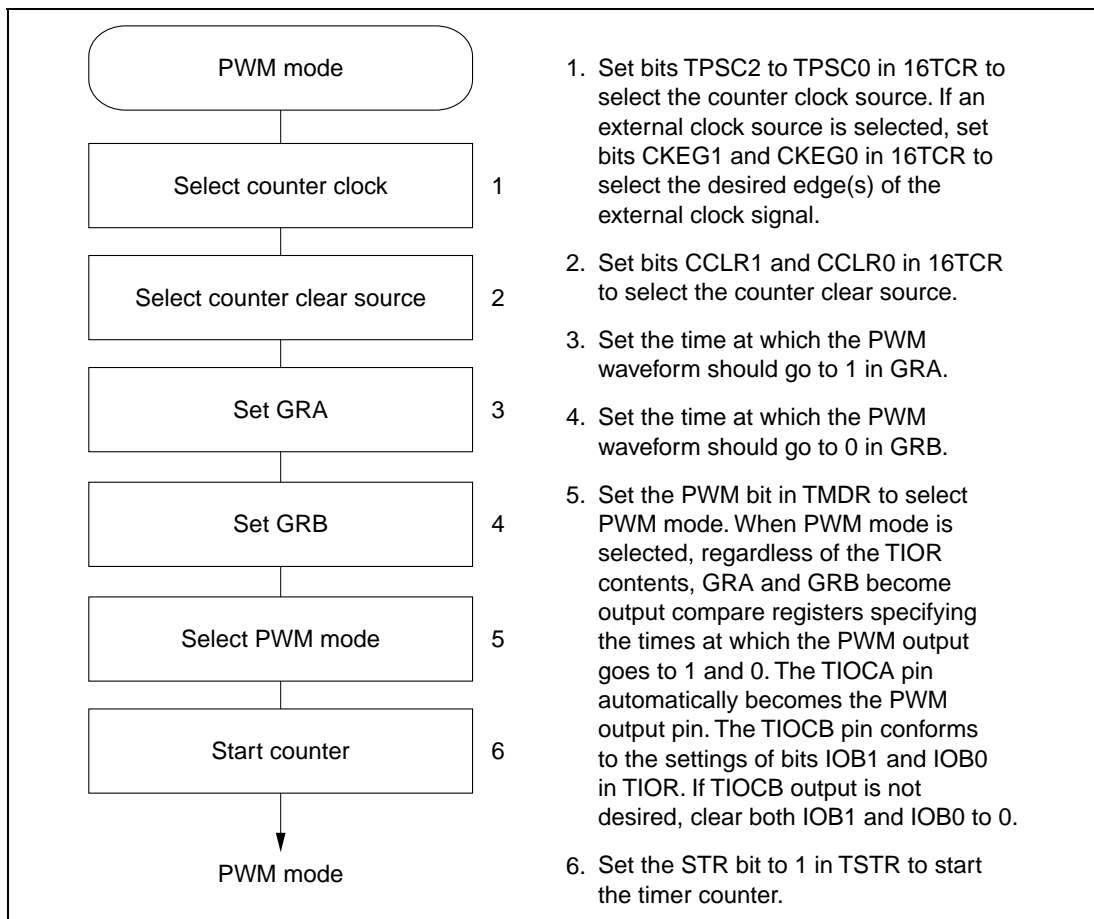 PWM mode
Select counter clock 1
Select counter clear source 2
Set GRA 3
Set GRB 4
Select PWM mode 5
Start counter 6
PWM mode
1. Set bits TPSC2 to TPSC0 in 16TCR to
select the counter clock source. If an
external clock source is selected, set
bits CKEG1 and CKEG0 in 16TCR to
select the desired edge(s) of the
external clock signal.
2. Set bits CCLR1 and CCLR0 in 16TCR
to select the counter clear source.
3. Set the time at which the PWM
waveform should go to 1 in GRA.
4. Set the time at which the PWM
waveform should go to 0 in GRB.
5. Set the PWM bit in TMDR to select
PWM mode. When PWM mode is
selected, regardless of the TIOR
contents, GRA and GRB become
output compare registers specifying
the times at which the PWM output
goes to 1 and 0. The TIOCA pin
automatically becomes the PWM
output pin. The TIOCB pin conforms
to the settings of bits IOB1 and IOB0
in TIOR. If TIOCB output is not
desired, clear both IOB1 and IOB0 to 0.
6. Set the STR bit to 1 in TSTR to start
the timer counter.